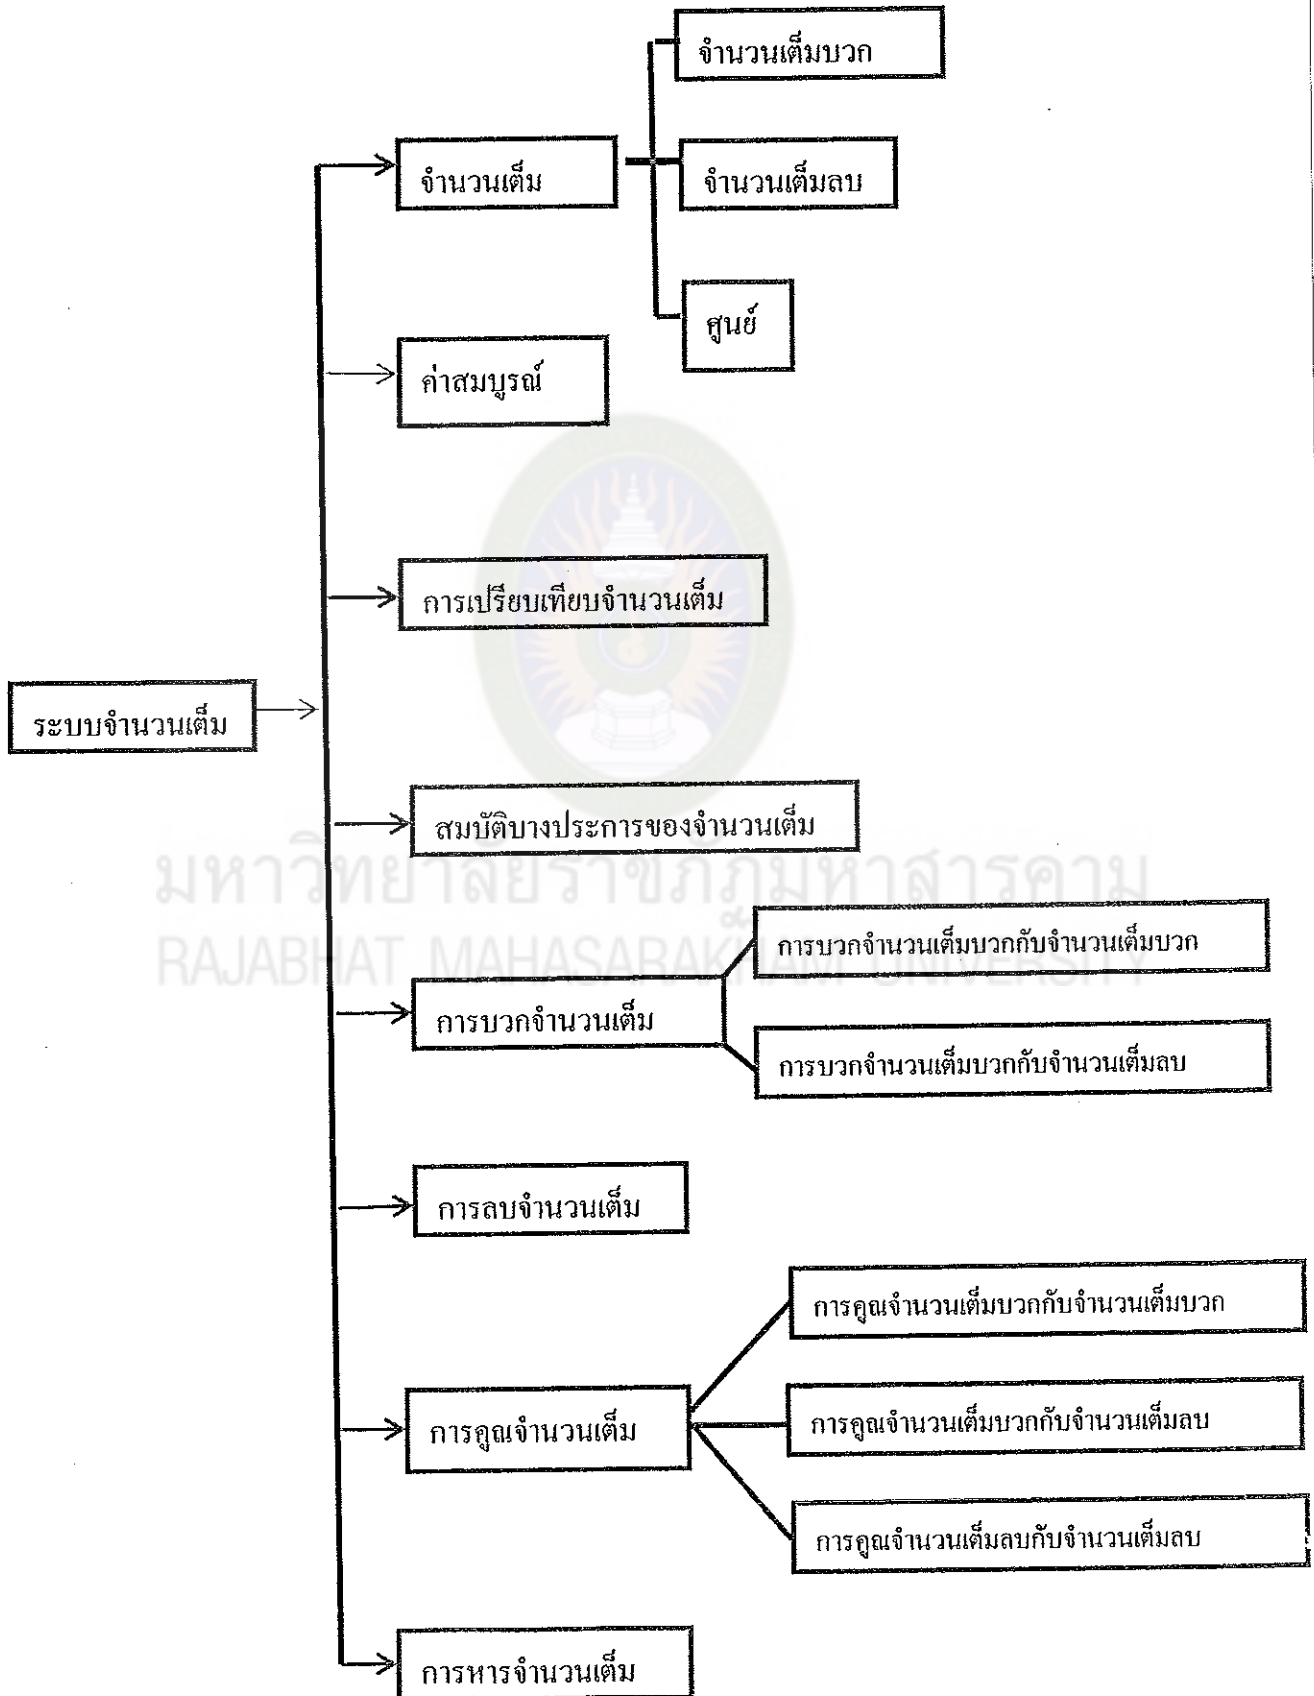 จำนวนเต็มบวก
จำนวนเต็ม
จำนวนเต็มลบ
ศูนย์
ค่าสมบูรณ์
การเปรียบเทียบจำนวนเต็ม
ระบบจำนวนเต็ม
สมบัติบางประการของจำนวนเต็ม
มหาวิทยาลัยราชภัฏมหาสารคาม
RAJABHAT MAHASARAKHAM UNIVERSITY
การบวกจำนวนเต็มบวกกับจำนวนเต็มบวก
การบวกจำนวนเต็ม
การบวกจำนวนเต็มบวกกับจำนวนเต็มลบ
การลบจำนวนเต็ม
การคูณจำนวนเต็มบวกกับจำนวนเต็มบวก
การคูณจำนวนเต็ม
การคูณจำนวนเต็มบวกกับจำนวนเต็มลบ
การคูณจำนวนเต็มลบกับจำนวนเต็มลบ
การหารจำนวนเต็ม